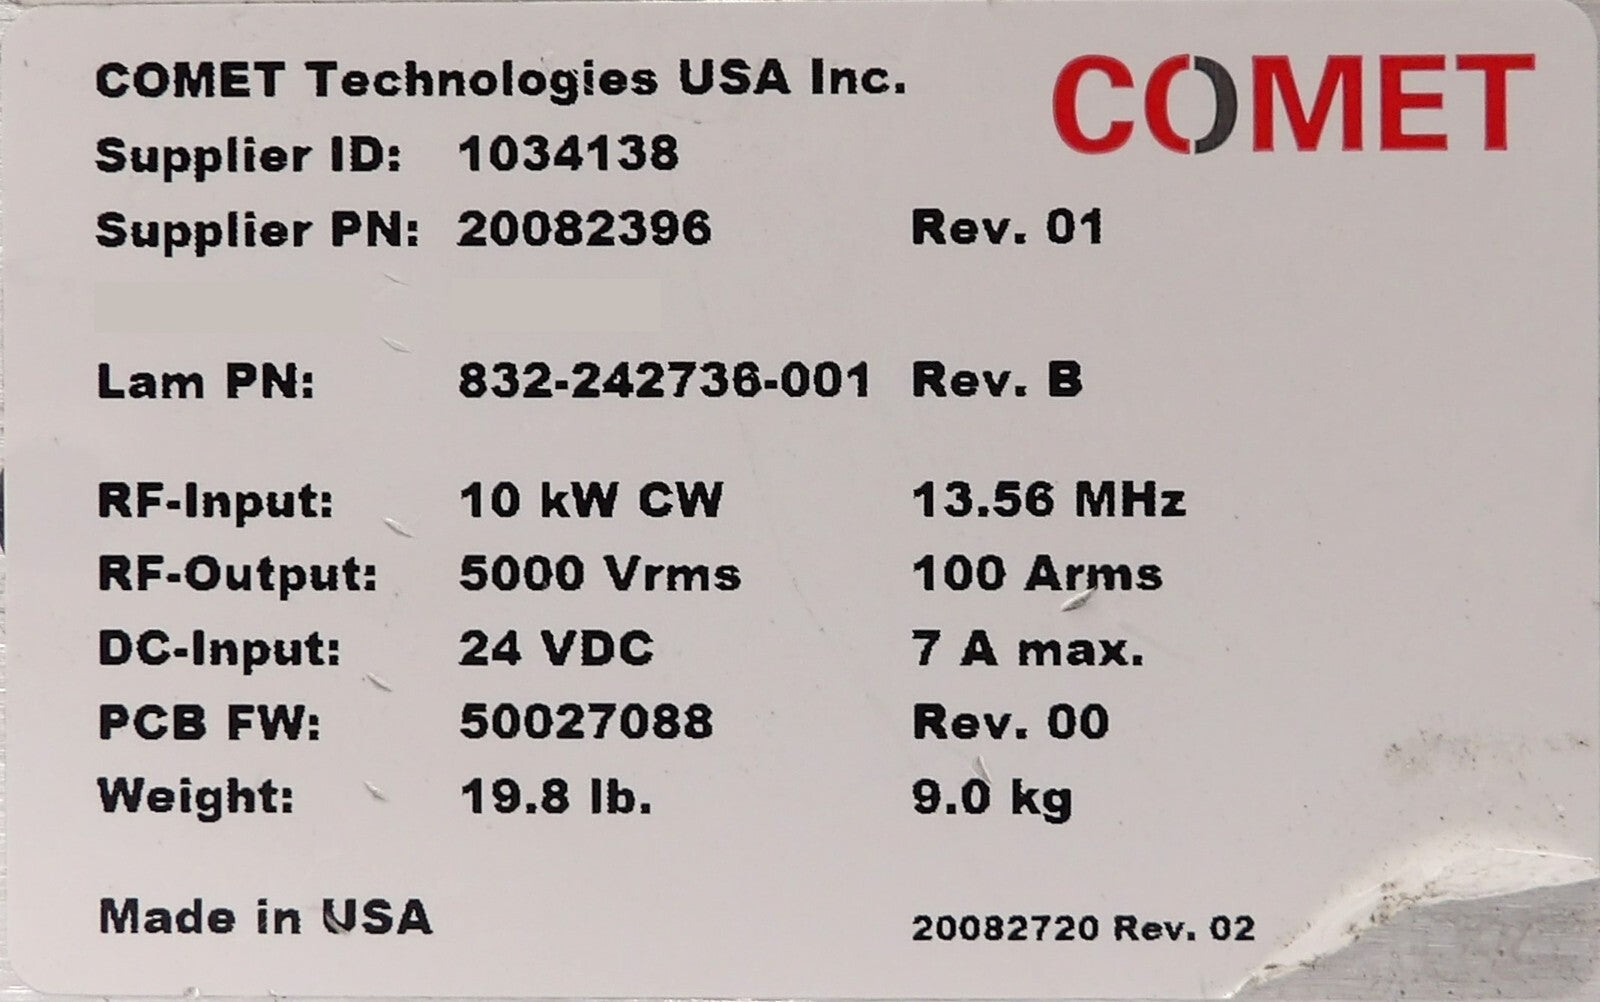 COMET Technologies USA Inc.
COMET
Supplier ID: 1034138
Supplier PN: 20082396 Rev. 01
Lam PN: 832-242736-001 Rev. B
RF-Input: 10 kW CW 13.56 MHz
RF-Output: 5000 Vrms 100 Arms
DC-Input: 24 VDC 7 A max.
PCB FW: 50027088 Rev. 00
Weight: 19.8 lb. 9.0 kg
Made in USA
20082720 Rev. 02